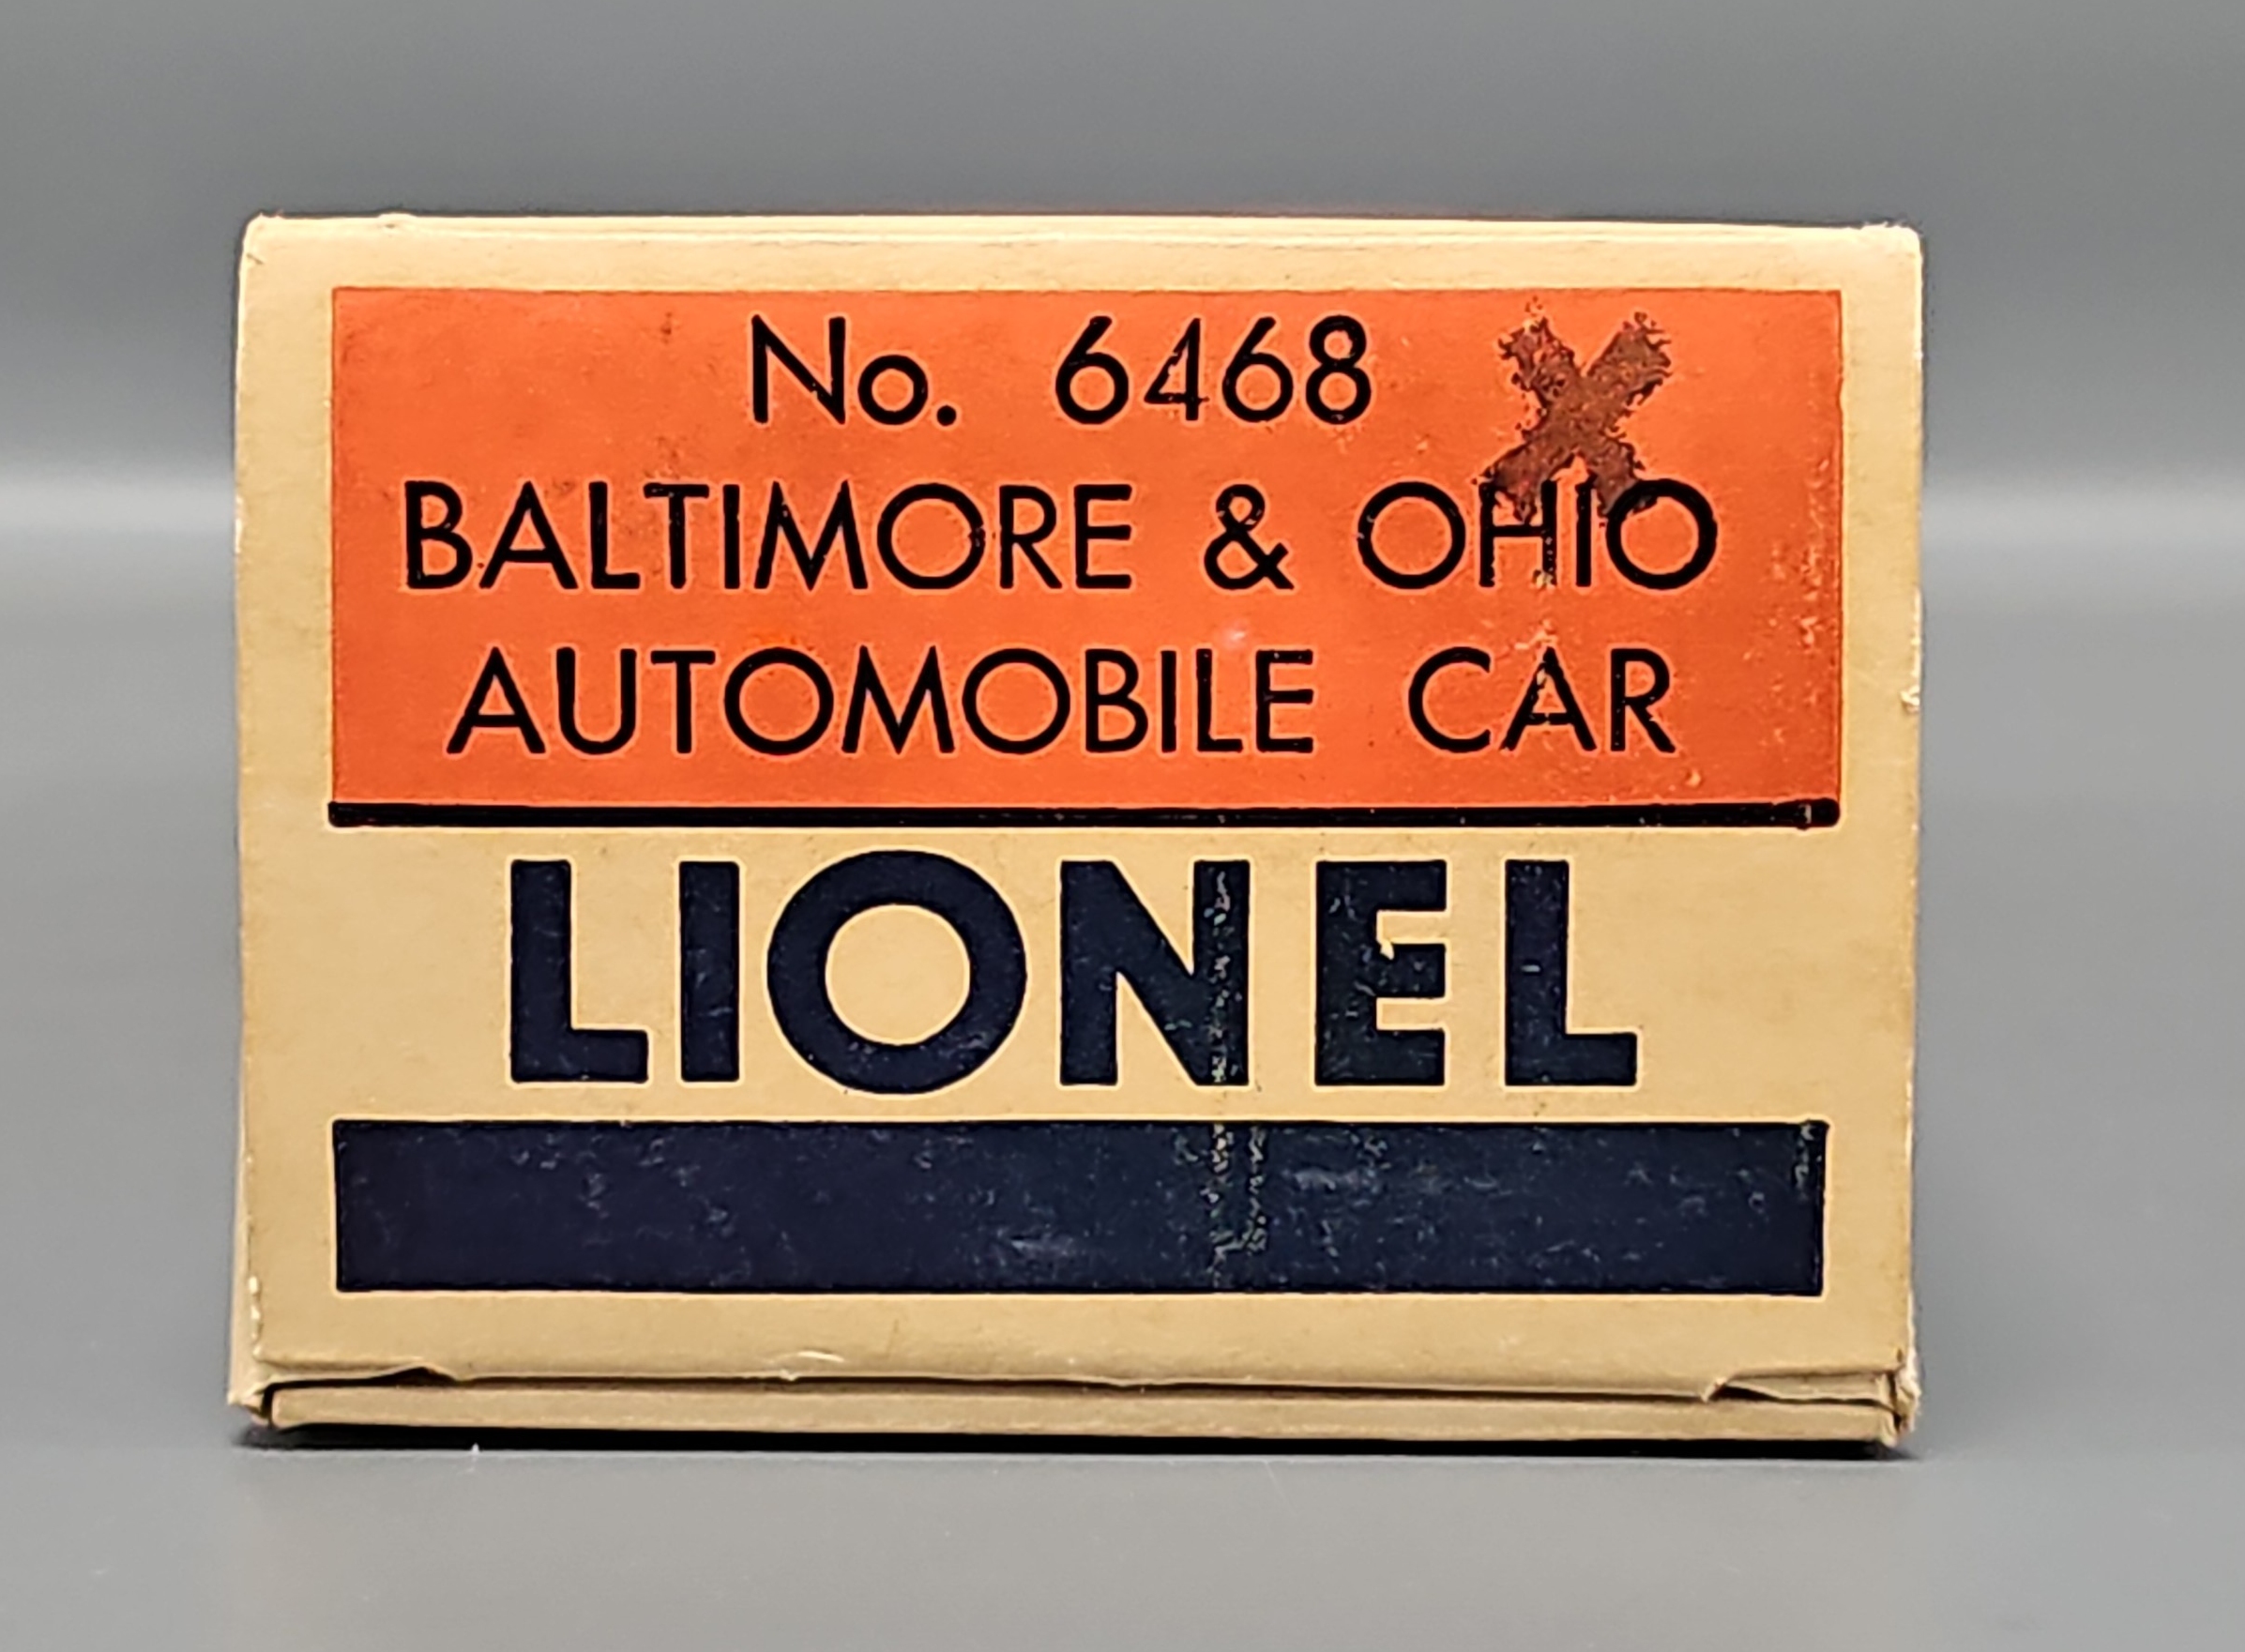 No. 6468 X
BALTIMORE & OHIO
AUTOMOBILE CAR
LIONEL